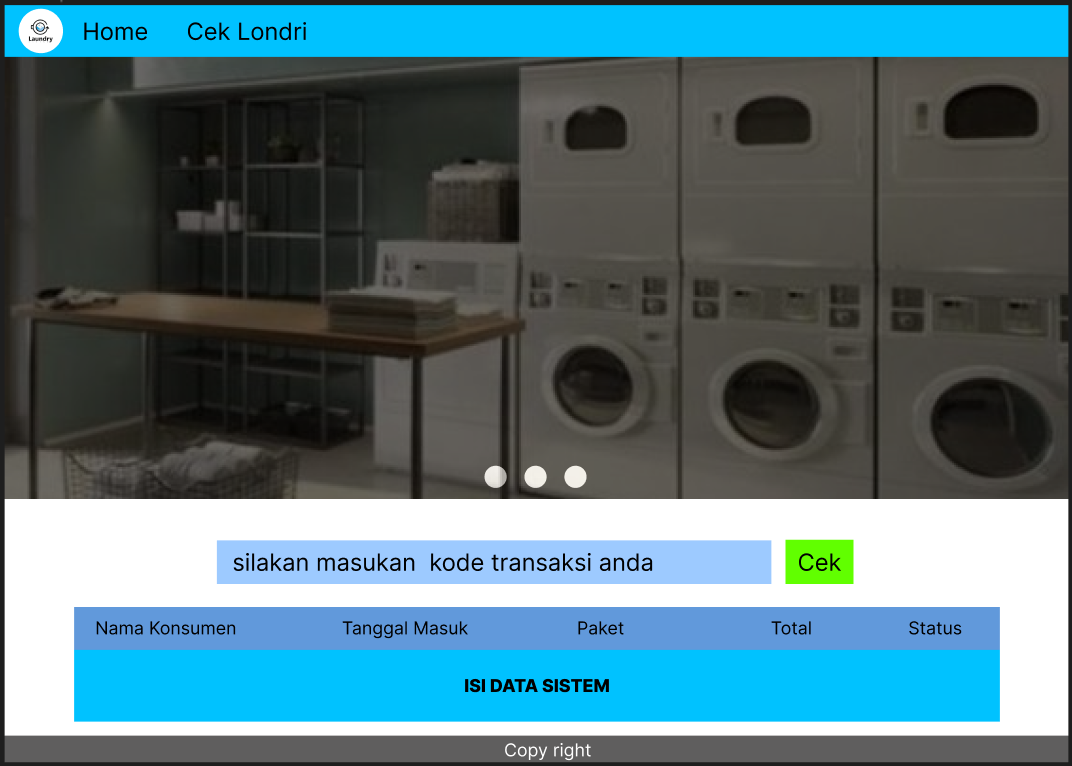 Laundry
Home Cek Londri
silakan masukan kode transaksi anda Cek
Nama Konsumen Tanggal Masuk Paket Total Status
ISI DATA SISTEM
Copy right